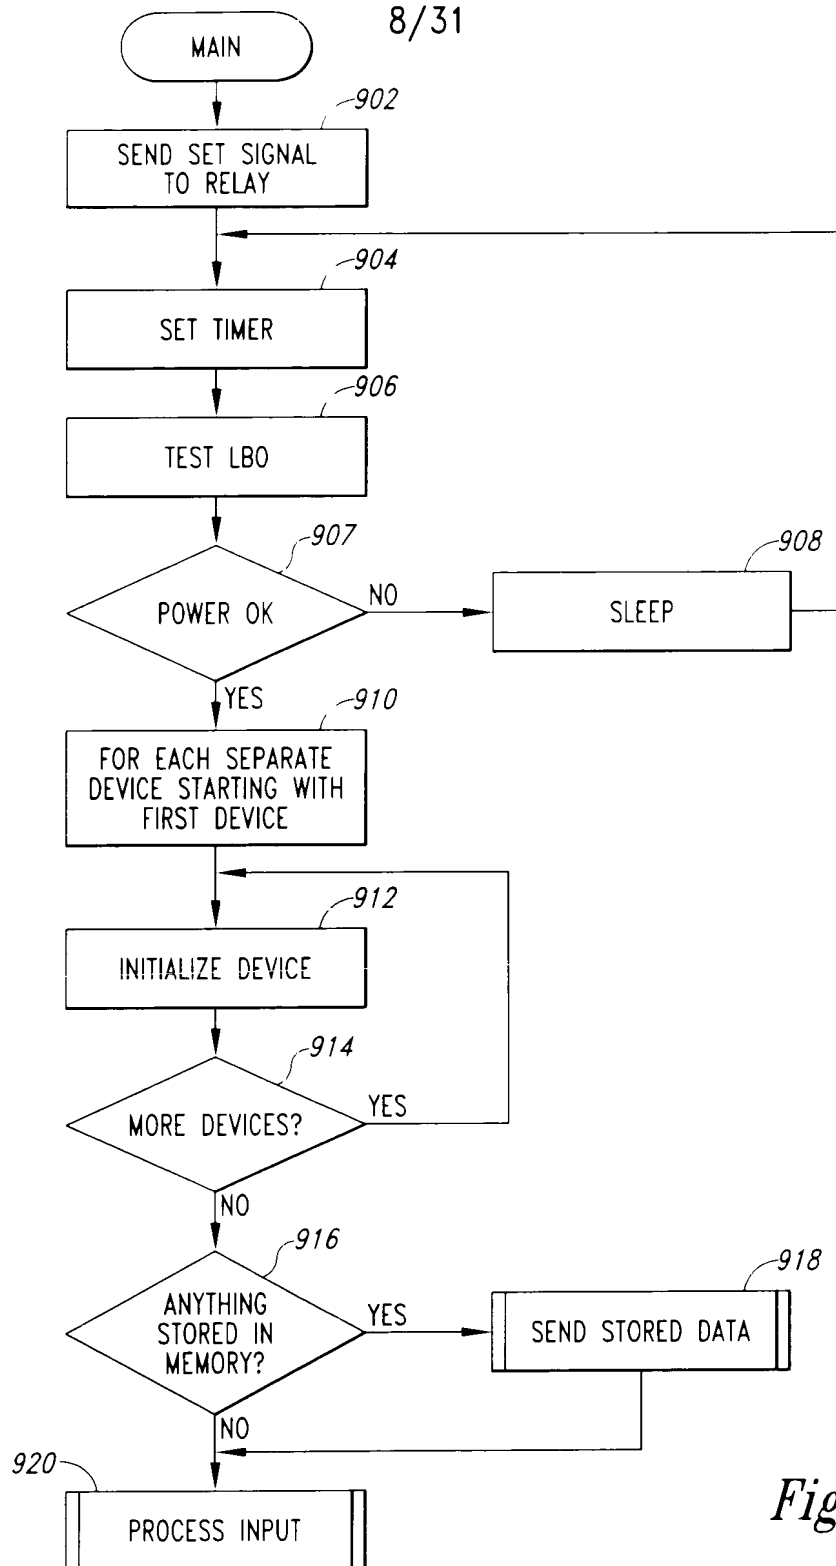 8/31
MAIN
902
SEND SET SIGNAL
TO RELAY
904
SET TIMER
906
TEST LBO
907
POWER OK
NO
908
SLEEP
YES
910
FOR EACH SEPARATE
DEVICE STARTING WITH
FIRST DEVICE
912
INITIALIZE DEVICE
914
MORE DEVICES?
YES
NO
916
ANYTHING
STORED IN
MEMORY?
YES
918
SEND STORED DATA
NO
920
PROCESS INPUT
Fig